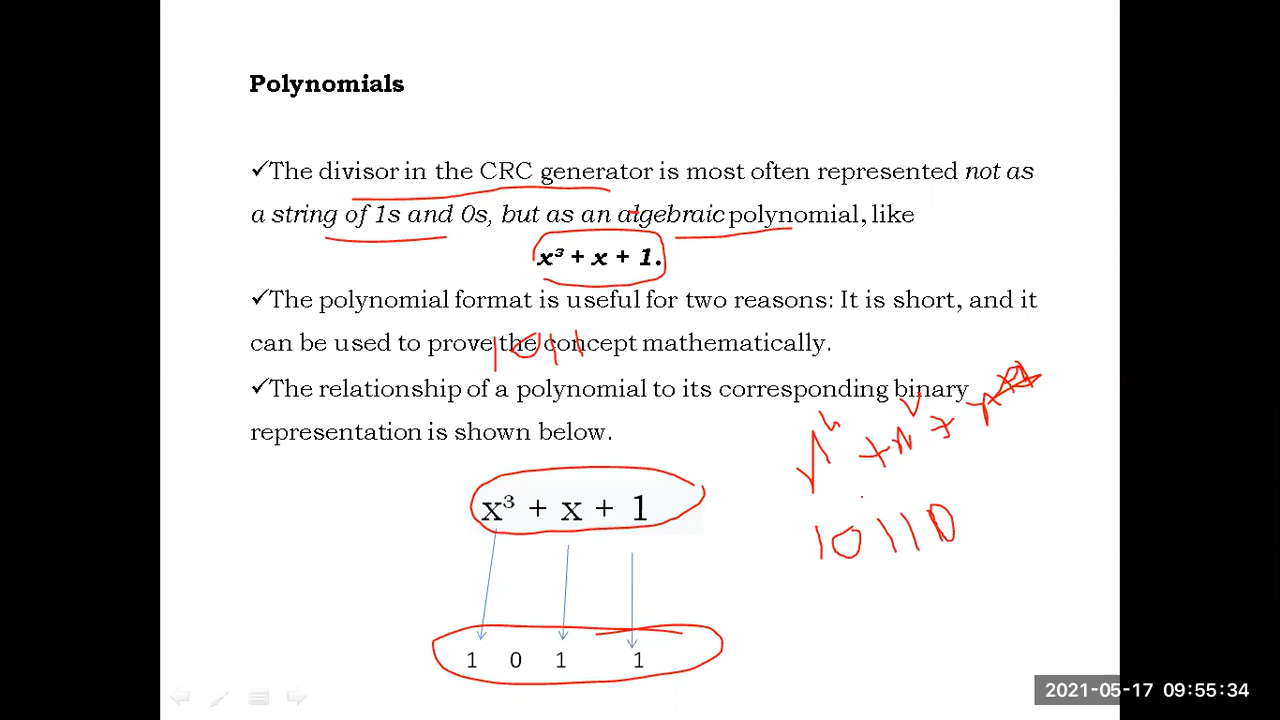 Polynomials
✓The divisor in the CRC generator is most often represented not as
a string of 1s and 0s, but as an algebraic polynomial, like
x³ + x + 1.
✓The polynomial format is useful for two reasons: It is short, and it
can be used to prove the concept mathematically.
1011
✓The relationship of a polynomial to its corresponding binary
representation is shown below.
x³ + x + 1
10110
1 0 1 1
2021-05-17 09:55:34